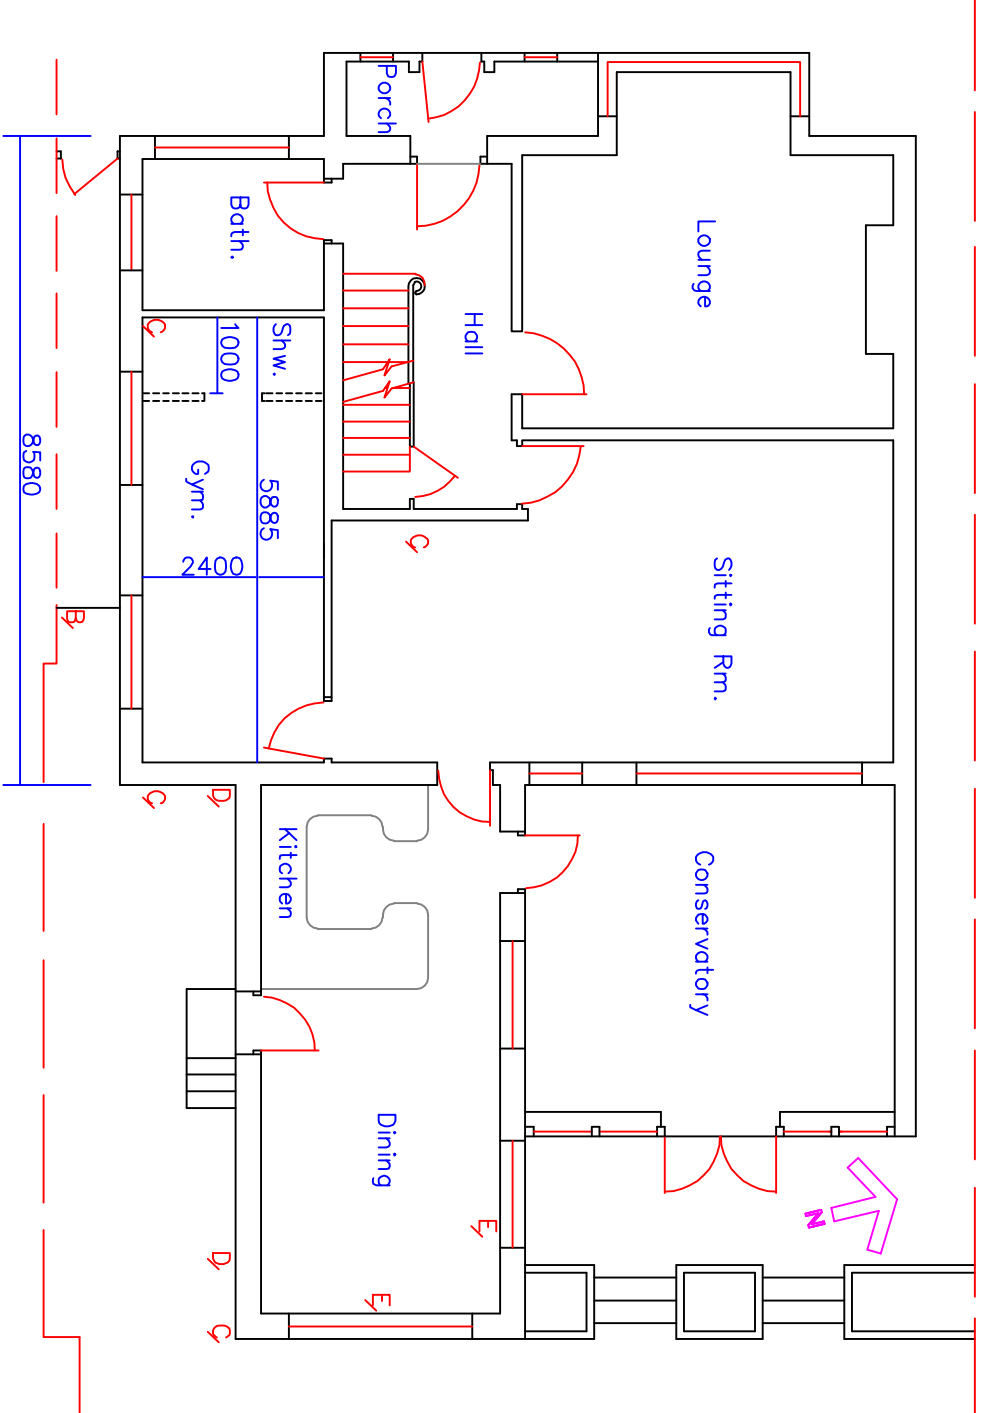 Porch
Lounge
Bath.
Hall
Shw.
1000
C
Gym.
5885
2400
8580
C
Sitting Rm.
B
C
D
Kitchen
Conservatory
Dining
E
E
D
C
N